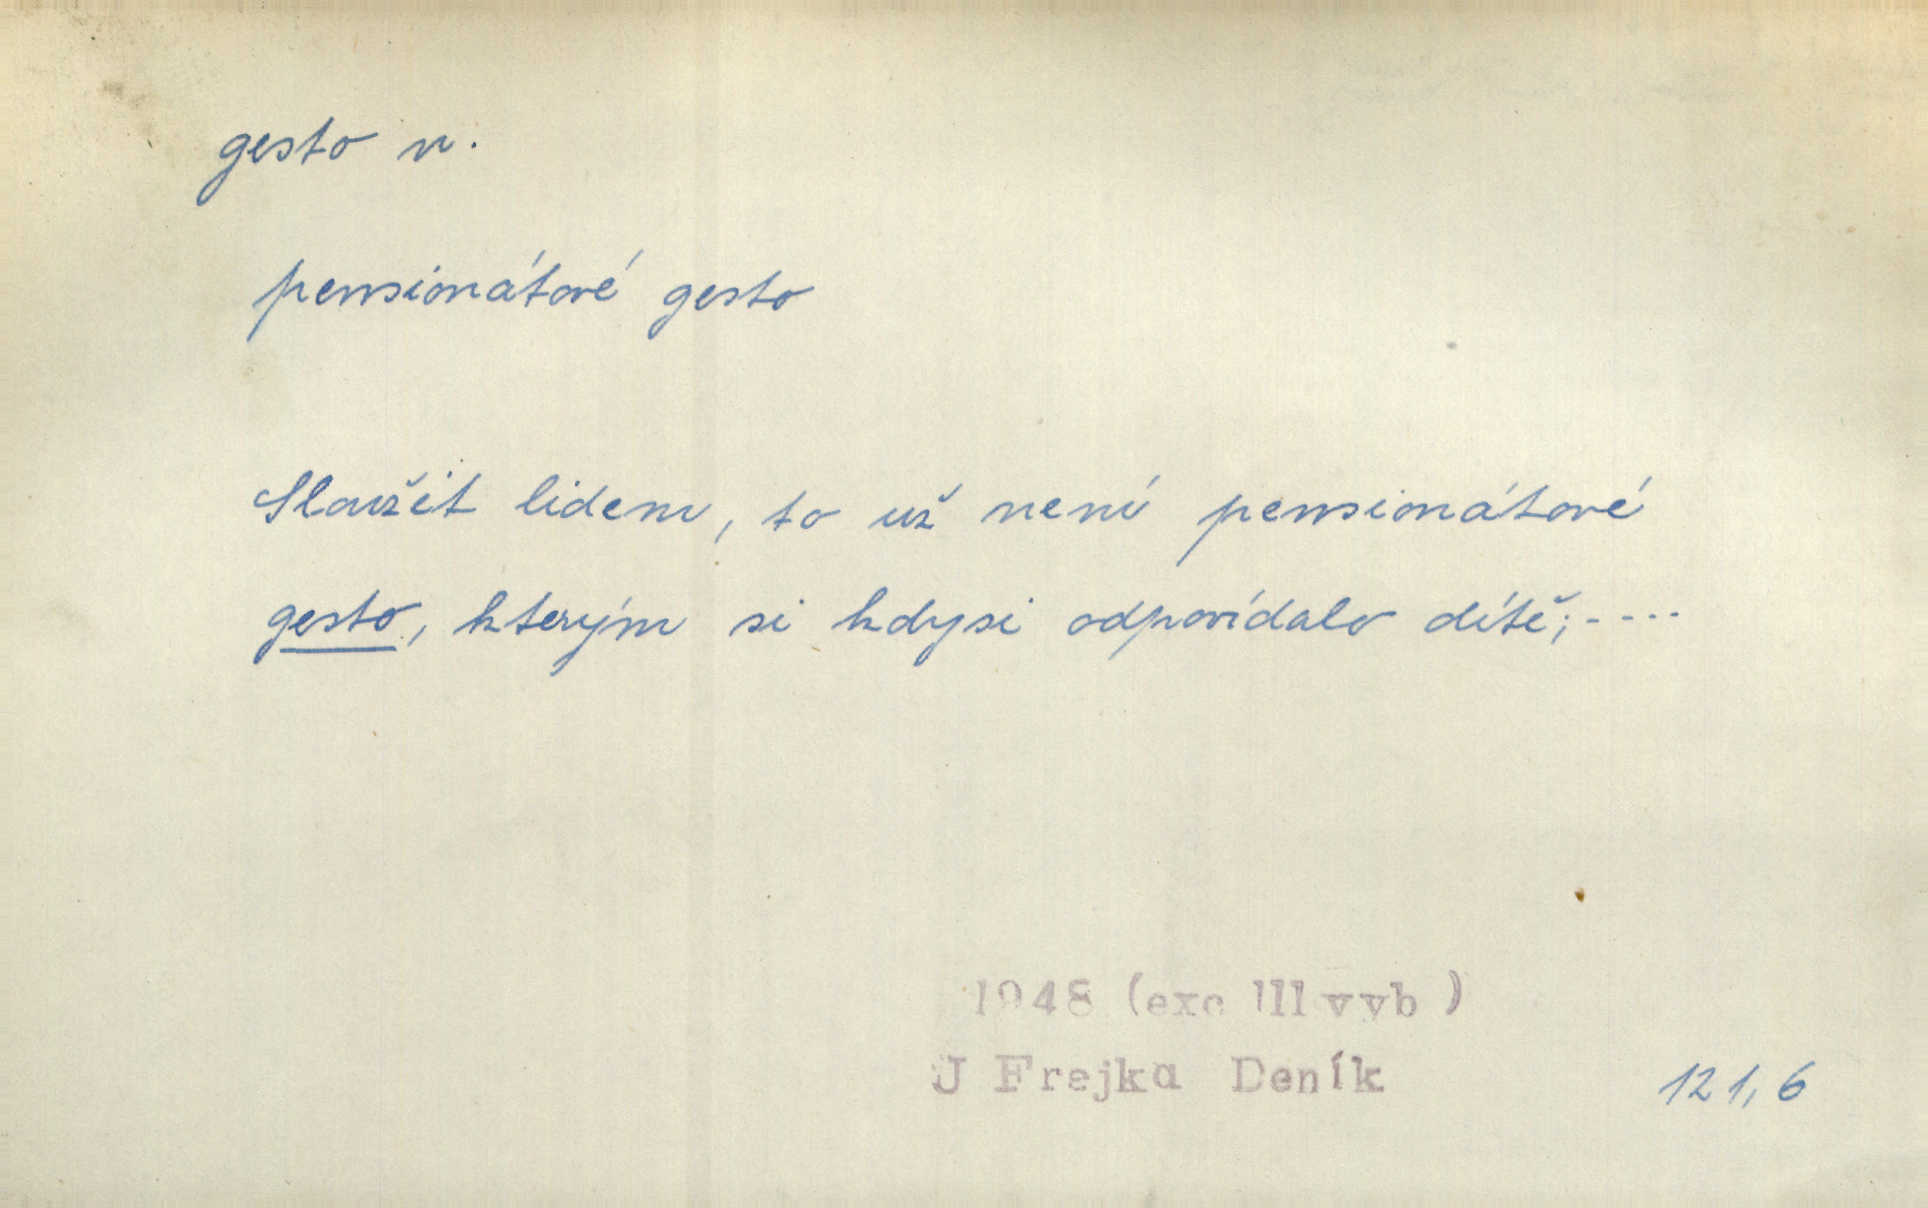 gesto n.
pensionátové gesto
Sloužit lidem, to už není pensionátové
gesto, kterým si kdysi odpovídalo dítě;----
1948 (exc III vyb )
J Frejka Deník
121,6